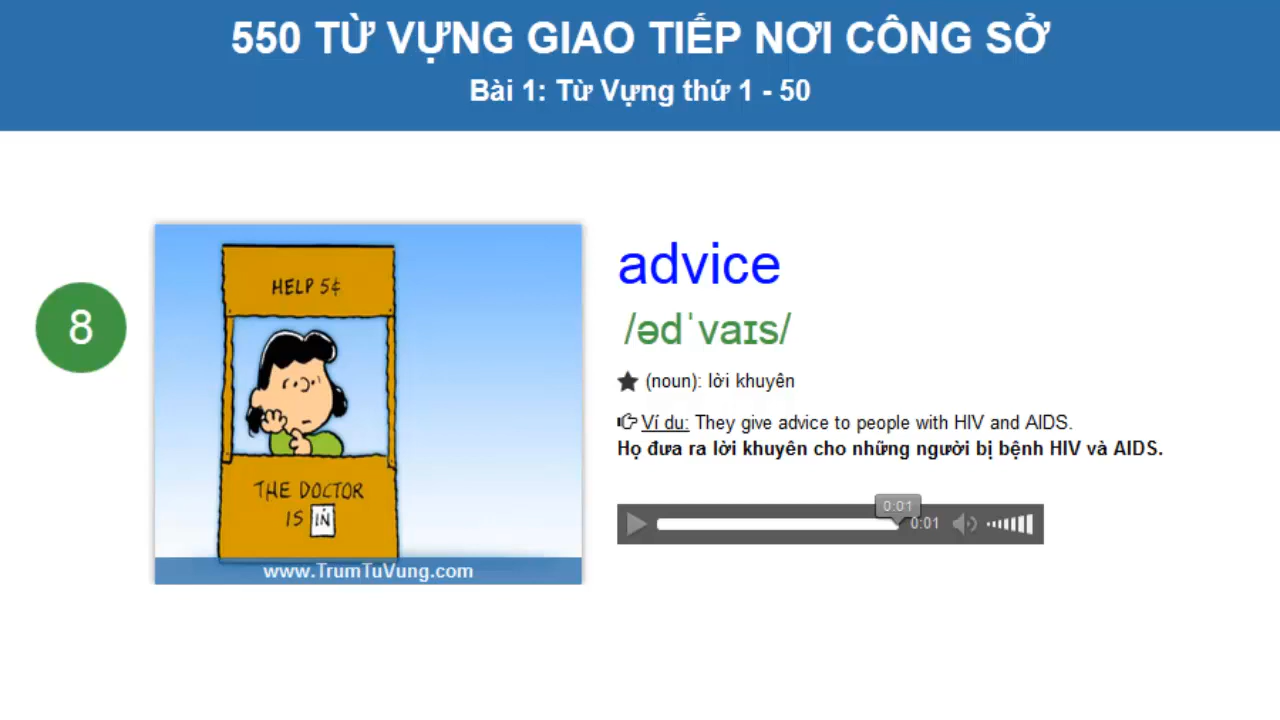 550 TỪ VỰNG GIAO TIẾP NƠI CÔNG SỞ
Bài 1: Từ Vựng thứ 1 - 50
8
HELP 5¢
THE DOCTOR
IS IN
www.TrumTuVung.com
advice
/ədˈvaɪs/
(noun): lời khuyên
Ví dụ: They give advice to people with HIV and AIDS.
Họ đưa ra lời khuyên cho những người bị bệnh HIV và AIDS.
0:01
0:01